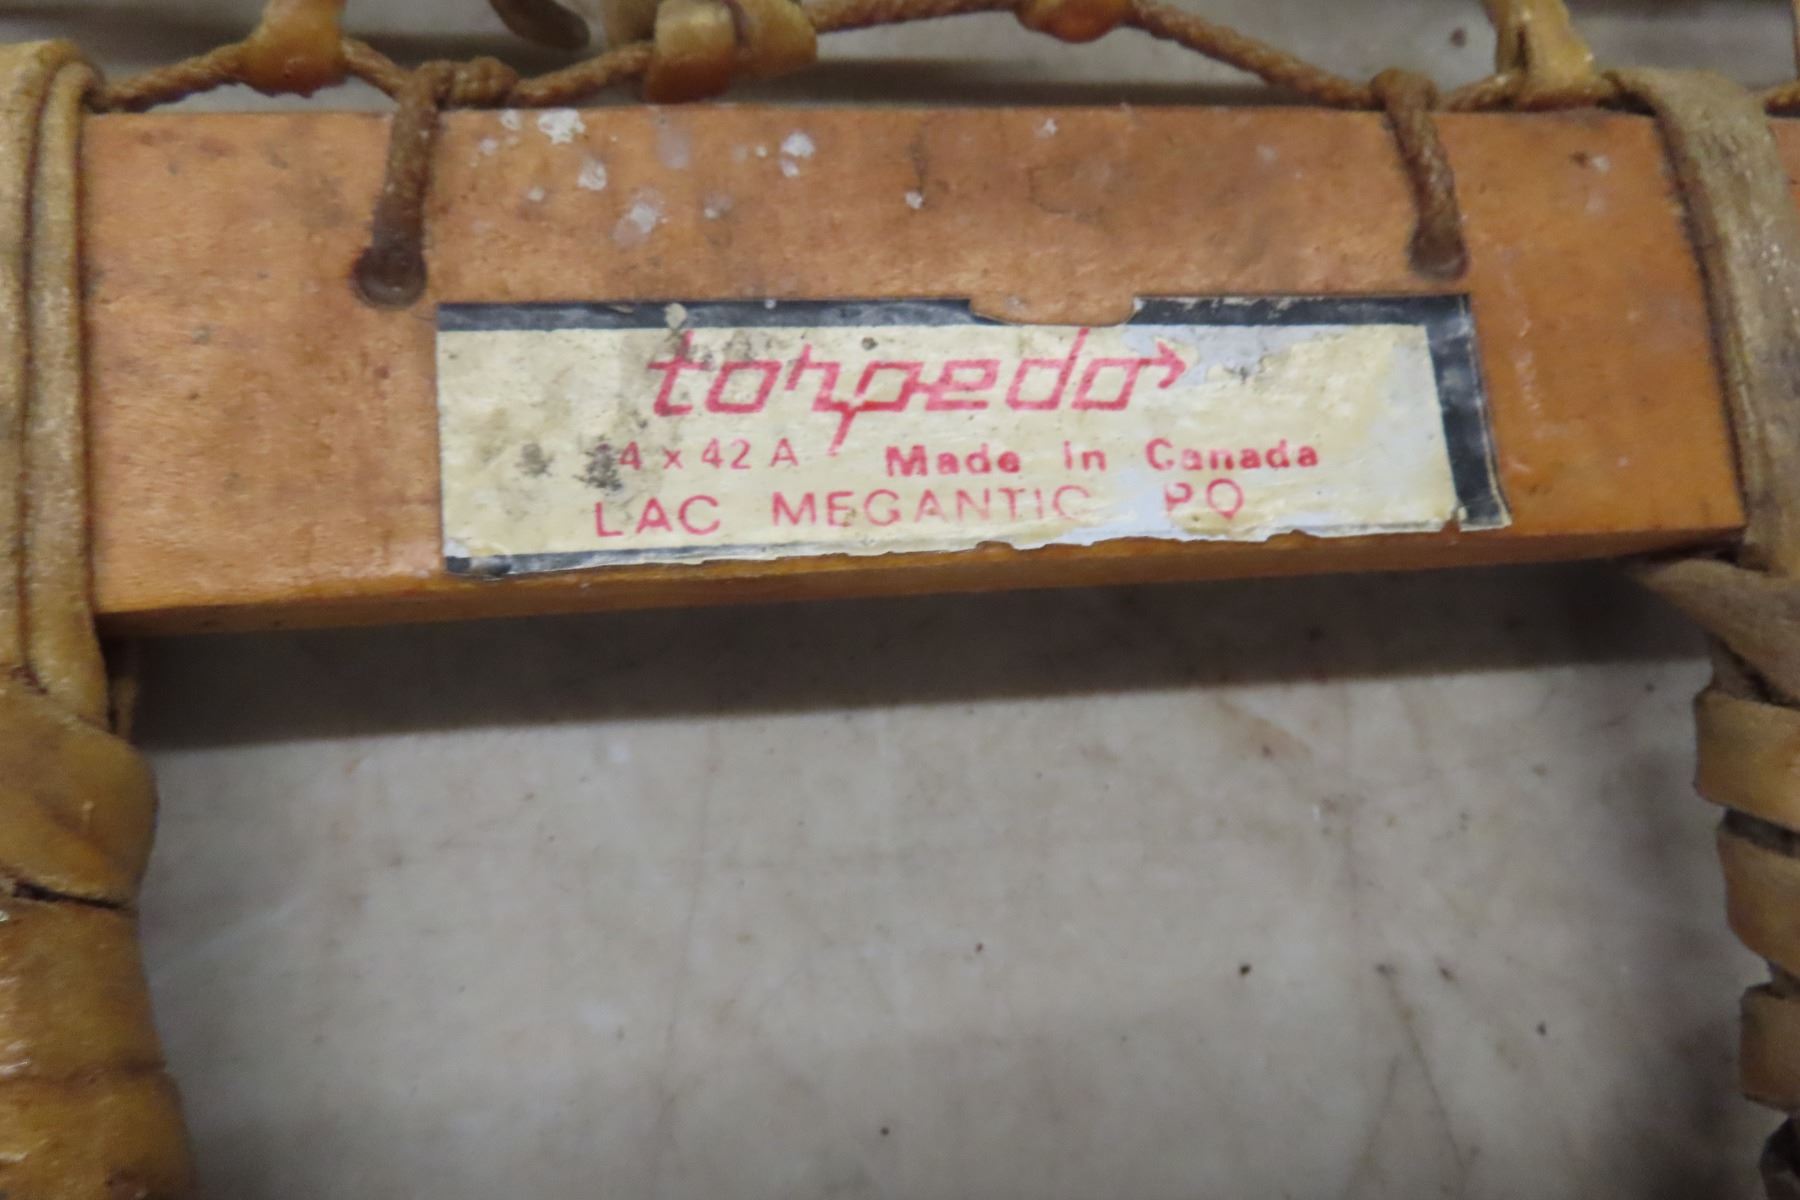 torpedo
4 x 42 A Made in Canada
LAC MEGANTIC PQ